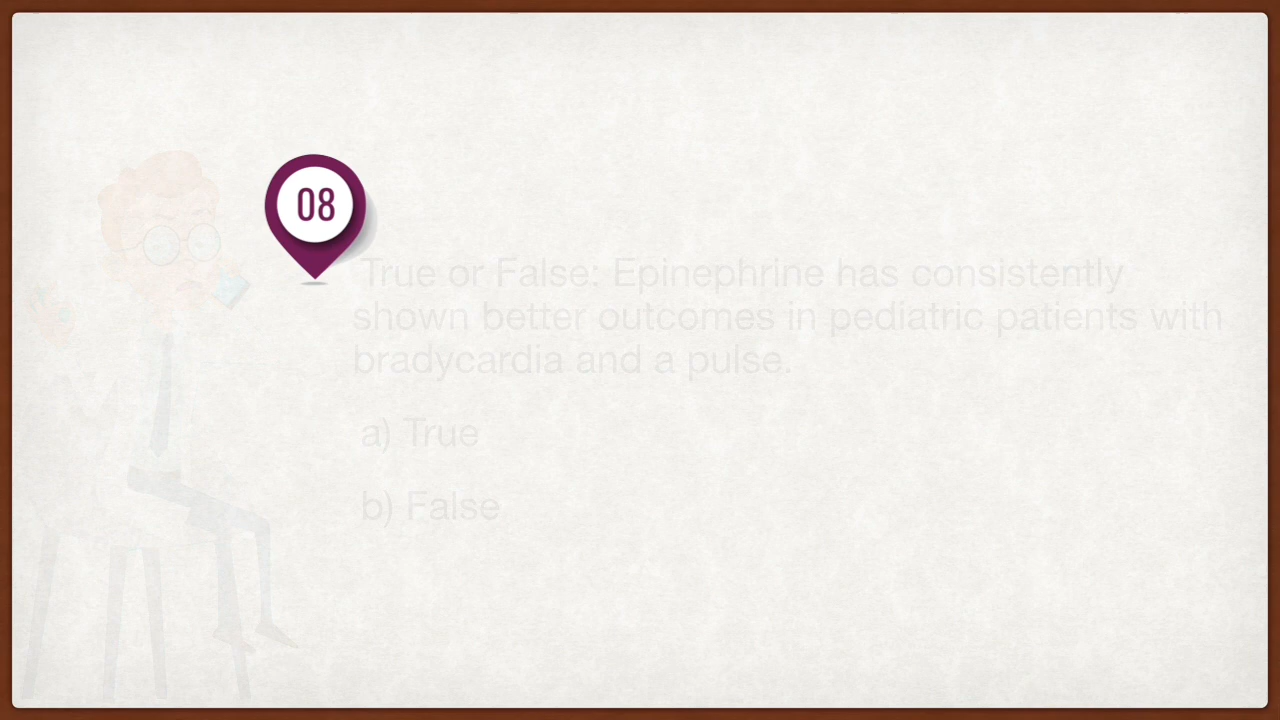 08
True or False: Epinephrine has consistently
shown better outcomes in pediatric patients with
bradycardia and a pulse.
a) True
b) False